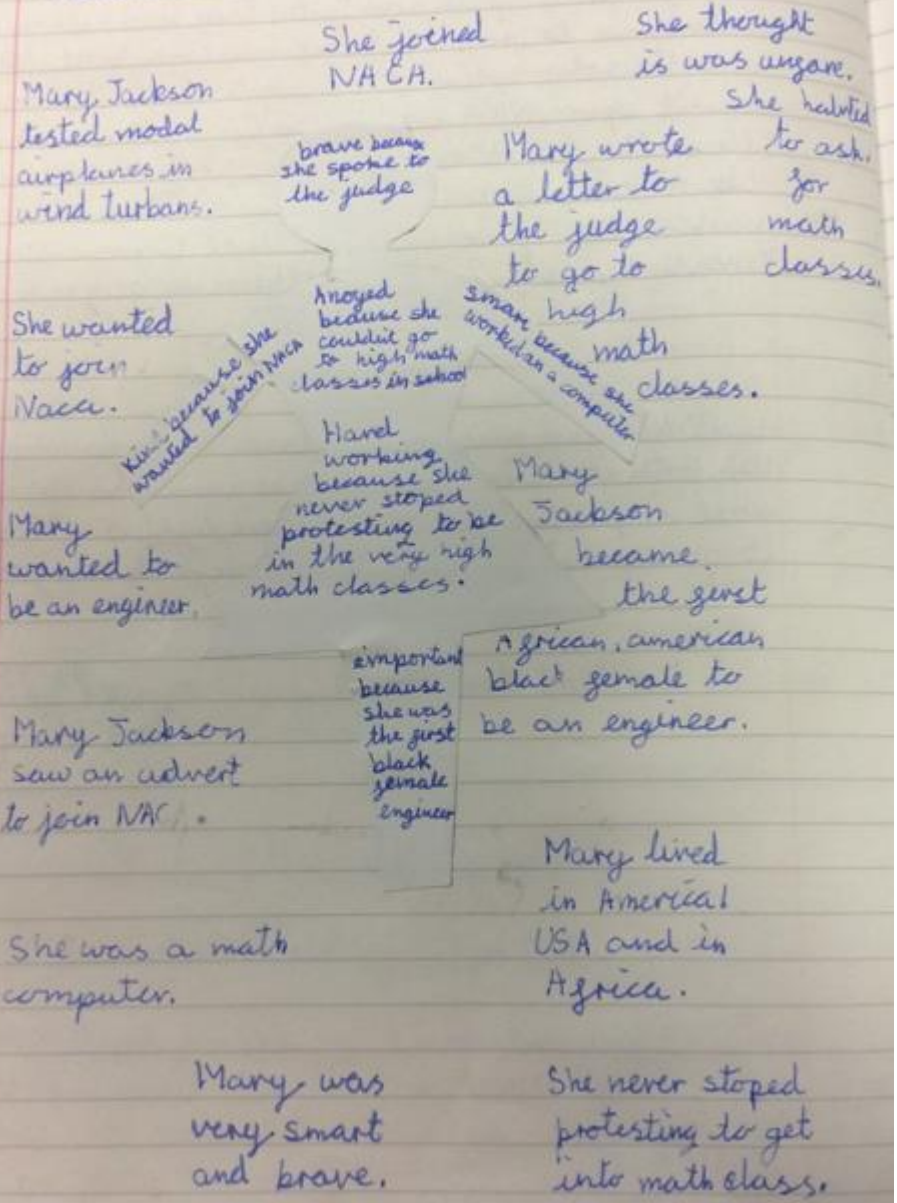 She joined
NACA.
She thought
is was ungare.
She habted
to ask.
for
math
classes.
Mary Jackson
tested modal
airplanes in
wind turbans.
brave because
she spoke to
the judge
Mary wrote
a letter to
the judge
to go to
high
math
classes.
She wanted
to join
Naca.
Kind because she
wanted to join NACA
Anoyed
because she
couldn't go
to high math
classes in school
smart because she
worked an a computer
Hard
working
because she
never stoped
protesting to be
in the very high
math classes.
Mary
wanted to
be an engineer.
Mary
Jackson
became
the first
African, american
black female to
be an engineer.
important
because
she was
the first
black
female
engineer
Mary Jackson
saw an advert
to join NAC.
Mary lived
in America/
USA and in
Africa.
She was a math
computer.
Mary was
very smart
and brave.
She never stoped
protesting to get
into math class.